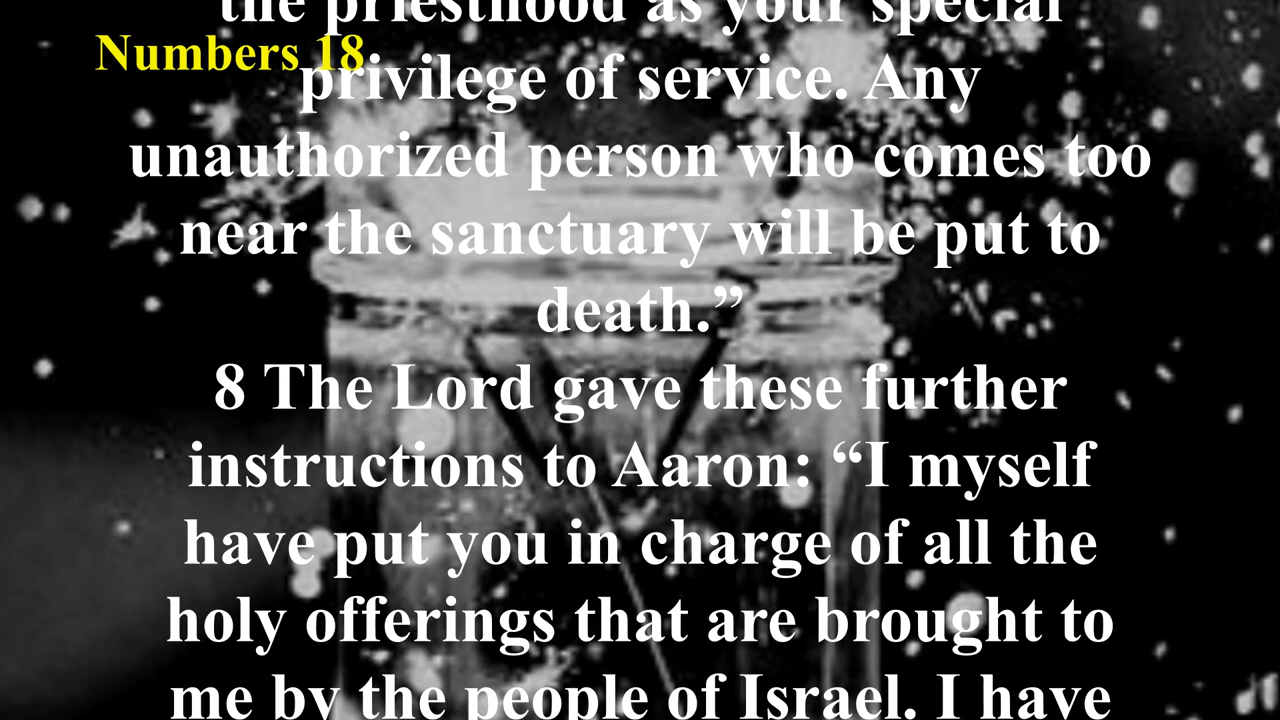 the priesthood as your special
Numbers 18
privilege of service. Any
unauthorized person who comes too
near the sanctuary will be put to
death.”
8 The Lord gave these further
instructions to Aaron: “I myself
have put you in charge of all the
holy offerings that are brought to
me by the people of Israel. I have